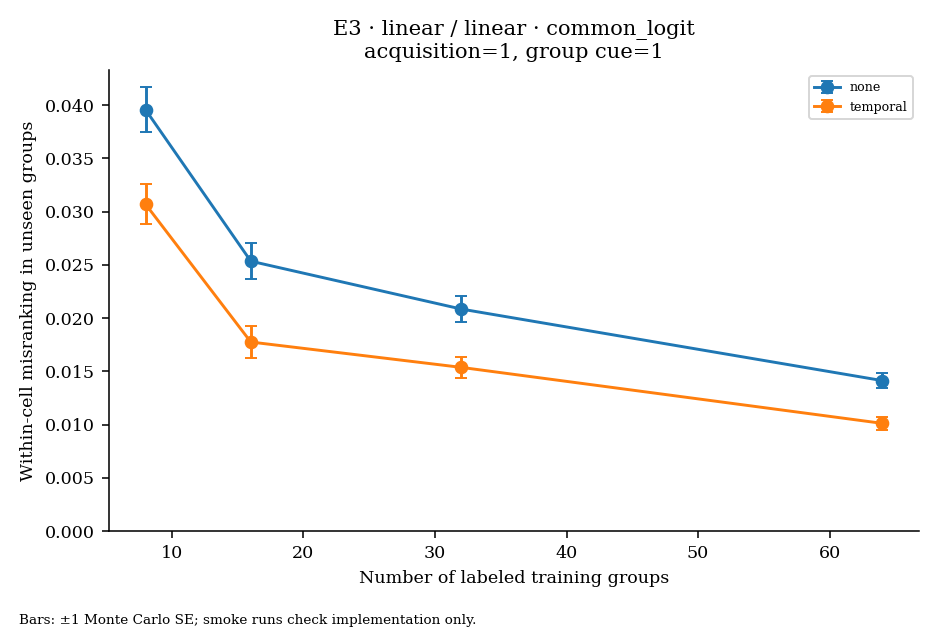 E3 · linear / linear · common_logit
acquisition=1, group cue=1
none
temporal
Within-cell misranking in unseen groups
0.040
0.035
0.030
0.025
0.020
0.015
0.010
0.005
0.000
10 20 30 40 50 60
Number of labeled training groups
Bars: ±1 Monte Carlo SE; smoke runs check implementation only.